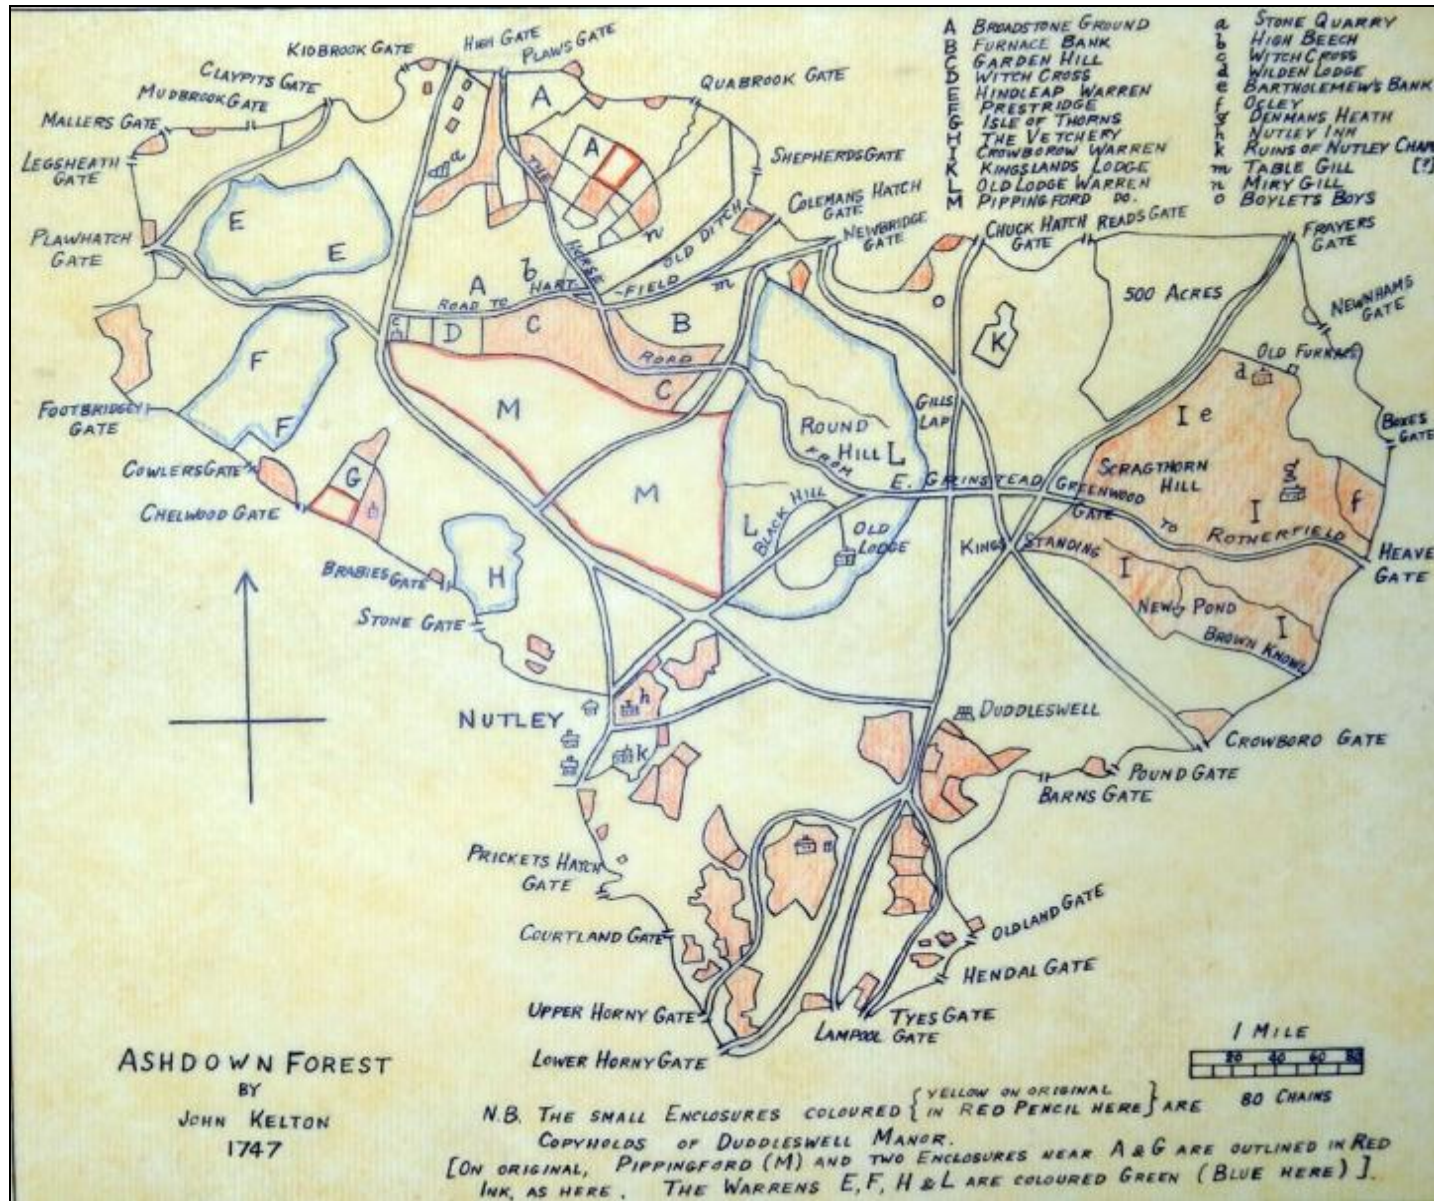 A BROADSTONE GROUND
B FURNACE BANK
C GARDEN HILL
D WITCH CROSS
E HINDLEAP WARREN
F PRESTRIDGE
G ISLE OF THORNS
H THE VETCHERY
I CROWBOROW WARREN
K KINGSLANDS LODGE
L OLD LODGE WARREN
M PIPPINGFORD DO.
a STONE QUARRY
b HIGH BEECH
c WITCH CROSS
d WILDEN LODGE
e BARTHOLEMEW'S BANK
f OCLEY
g DENMANS HEATH
h NUTLEY INN
k RUINS OF NUTLEY CHAP
m TABLE GILL [?]
n MIRY GILL
o BOYLETS BOYS
KIDBROOK GATE
HIGH GATE
PLAWS GATE
CLAYPITS GATE
MUDBROOK GATE
MALLERS GATE
LEGSHEATH
GATE
PLAWHATCH
GATE
QUABROOK GATE
SHEPHERDS GATE
COLEMANS HATCH
GATE
NEWBRIDGE
GATE
CHUCK HATCH
GATE
READS GATE
FRAYERS
GATE
NEWNHAMS
GATE
BOXES
GATE
A
A
a
n
THE
HORSE
OLD DITCH
E
E
A
b
ROAD TO HARTFIELD
m
o
K
500 ACRES
c
D
C
B
ROAD
C
OLD FURNACE
d
F
F
M
GILLS
LAP
ROUND
HILL
L
FROM
E. GRINSTEAD
I
e
SCRAGTHORN
HILL
g
f
FOOTBRIDGE
GATE
COWLERS GATE
G
h
CHELWOOD GATE
M
L
BLACK HILL
OLD
LODGE
GREENWOOD
GATE
TO
ROTHERFIELD
I
KINGS STANDING
HEAVEN
GATE
H
BRABIES GATE
STONE GATE
I
NEW POND
I
BROWN KNOWL
NUTLEY
h
k
DUDDLESWELL
CROWBORO GATE
POUND GATE
BARNS GATE
PRICKETS HATCH
GATE
COURTLAND GATE
OLDLAND GATE
HENDAL GATE
UPPER HORNY GATE
TYES GATE
LAMPOOL
GATE
LOWER HORNY GATE
1 MILE
20 40 60 80
80 CHAINS
ASHDOWN FOREST
BY
JOHN KELTON
1747
N.B. THE SMALL ENCLOSURES COLOURED { YELLOW ON ORIGINAL
IN RED PENCIL HERE } ARE
COPYHOLDS OF DUDDLESWELL MANOR.
[ON ORIGINAL, PIPPINGFORD (M) AND TWO ENCLOSURES NEAR A & G ARE OUTLINED IN RED
INK, AS HERE. THE WARRENS E, F, H & L ARE COLOURED GREEN (BLUE HERE)].